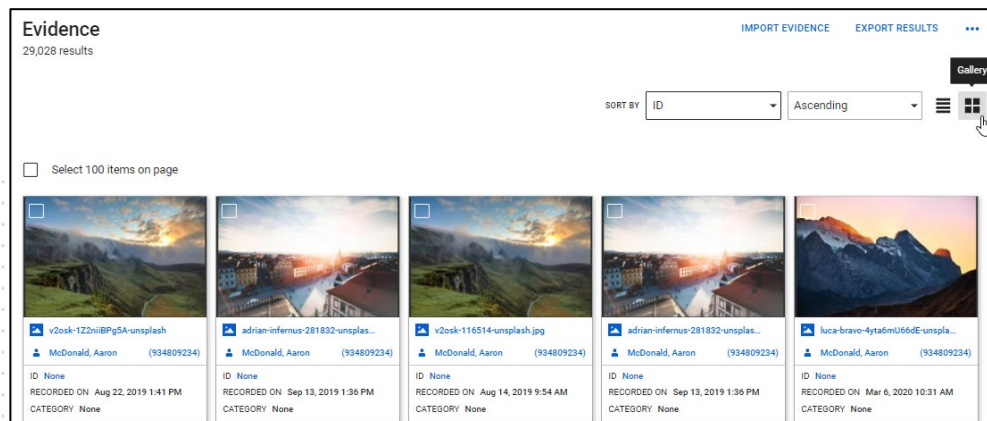 Evidence
29,028 results
IMPORT EVIDENCE EXPORT RESULTS
Gallery
SORT BY ID Ascending
Select 100 items on page
v2osk-1Z2niiBPg5A-unsplash adrian-infernus-281832-unsplas... v2osk-116514-unsplash.jpg adrian-infernus-281832-unsplas... luca-bravo-4yta6mU66dE-unspla...
McDonald, Aaron (934809234) McDonald, Aaron (934809234) McDonald, Aaron (934809234) McDonald, Aaron (934809234) McDonald, Aaron (934809234)
ID None ID None ID None ID None ID None
RECORDED ON Aug 22, 2019 1:41 PM RECORDED ON Sep 13, 2019 1:36 PM RECORDED ON Aug 14, 2019 9:54 AM RECORDED ON Sep 13, 2019 1:36 PM RECORDED ON Mar 6, 2020 10:31 AM
CATEGORY None CATEGORY None CATEGORY None CATEGORY None CATEGORY None